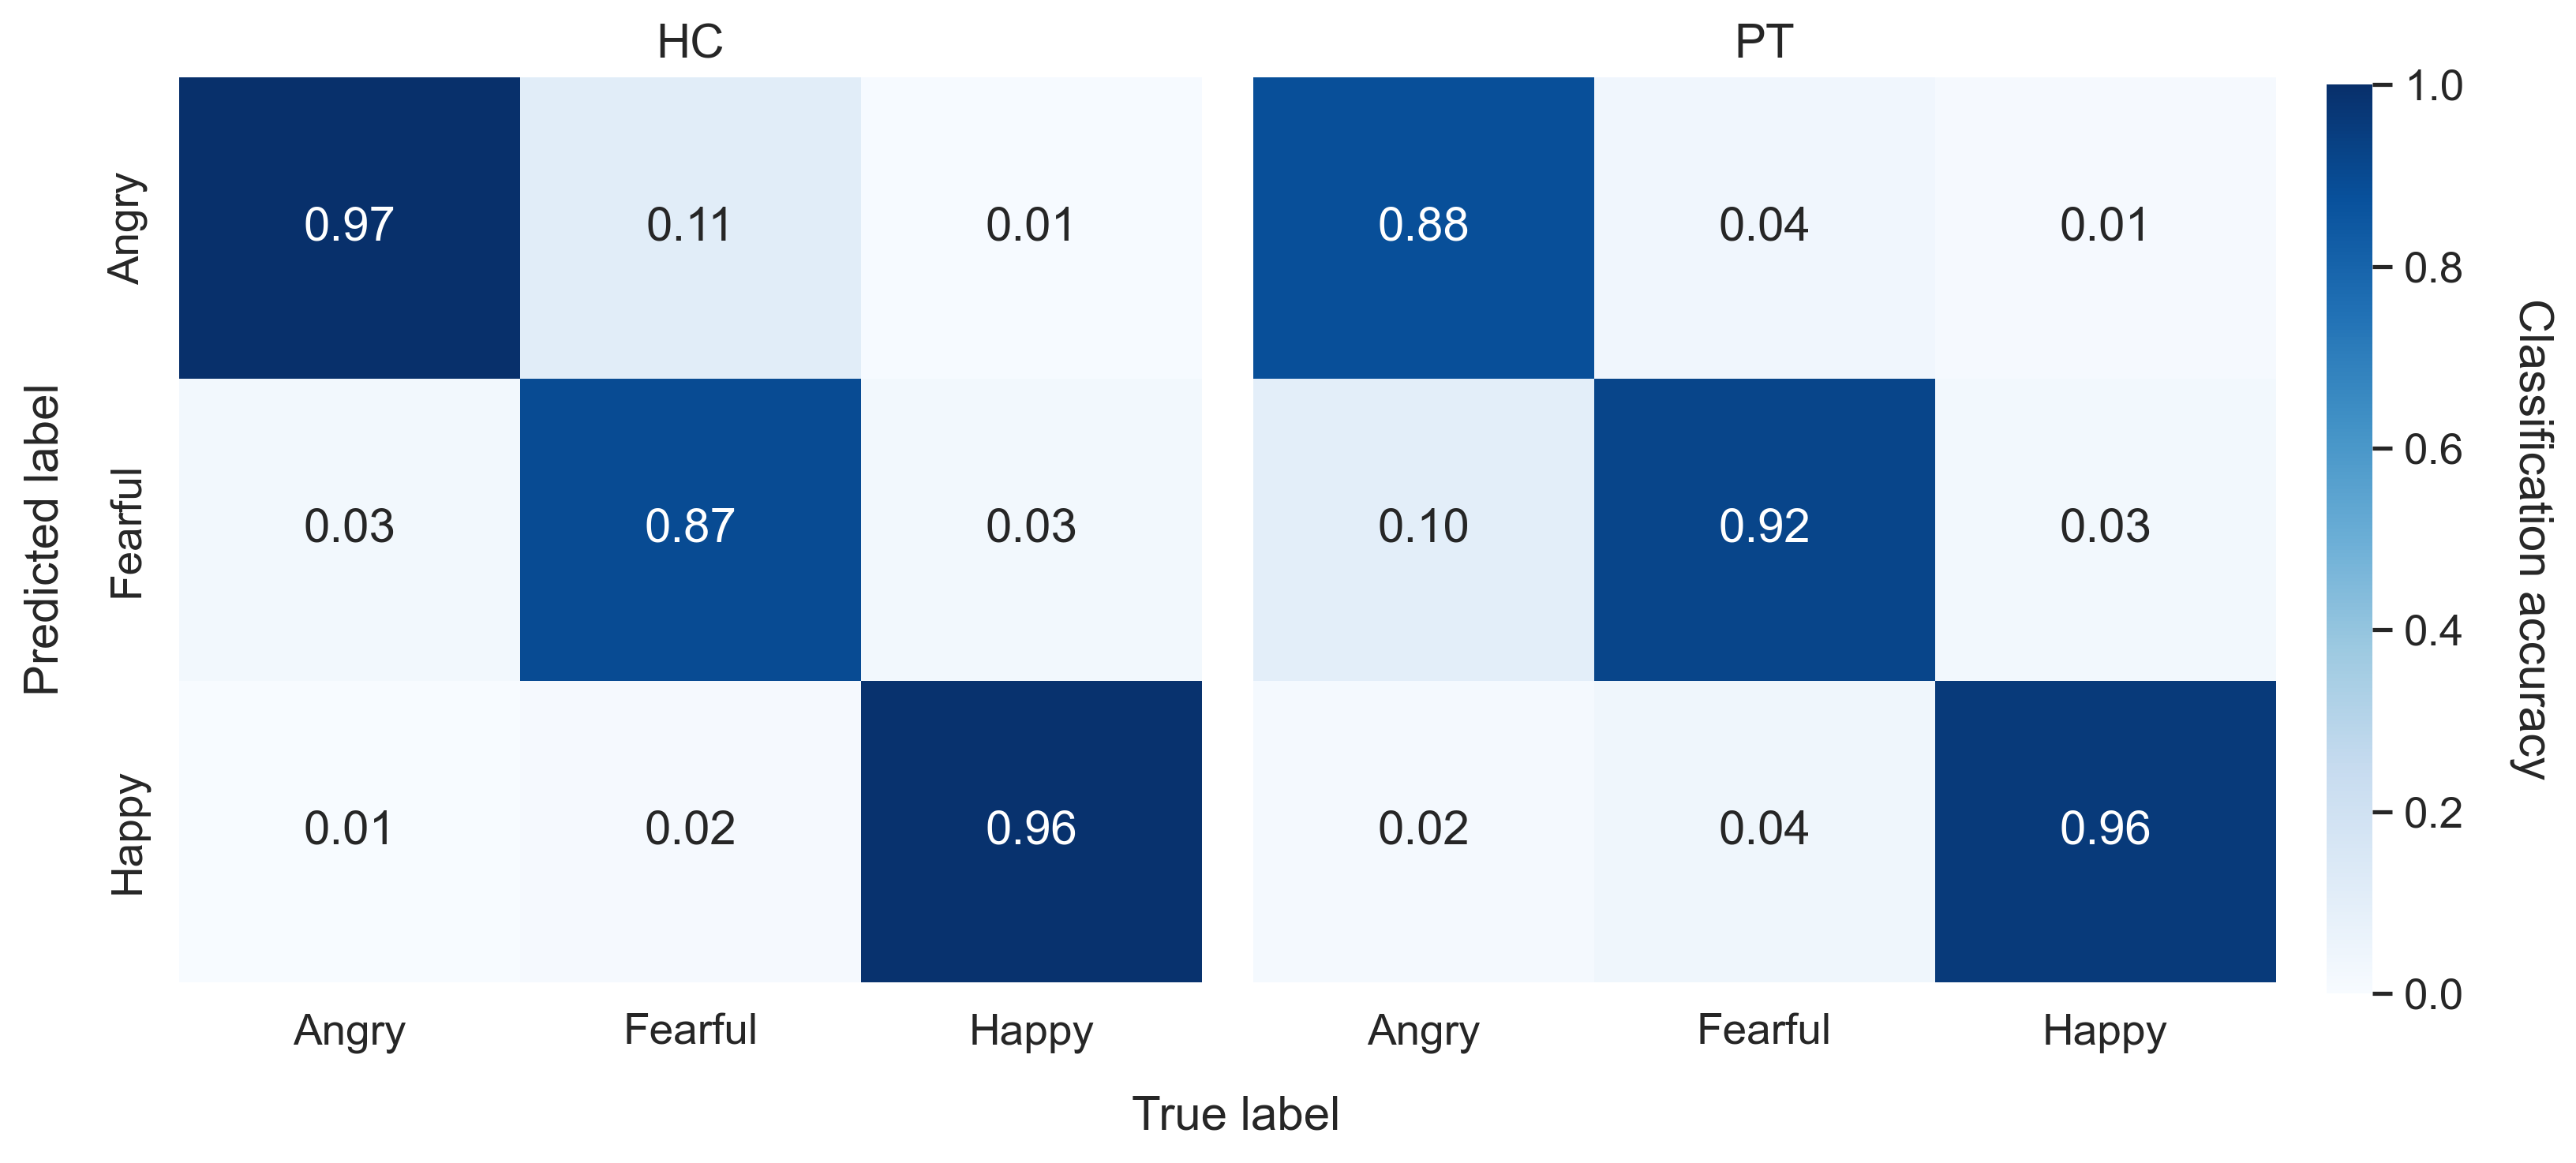 HC
PT
Angry
0.97
0.11
0.01
0.88
0.04
0.01
Fearful
0.03
0.87
0.03
0.10
0.92
0.03
Happy
0.01
0.02
0.96
0.02
0.04
0.96
Predicted label
Angry
Fearful
Happy
Angry
Fearful
Happy
True label
1.0
0.8
0.6
0.4
0.2
0.0
Classification accuracy